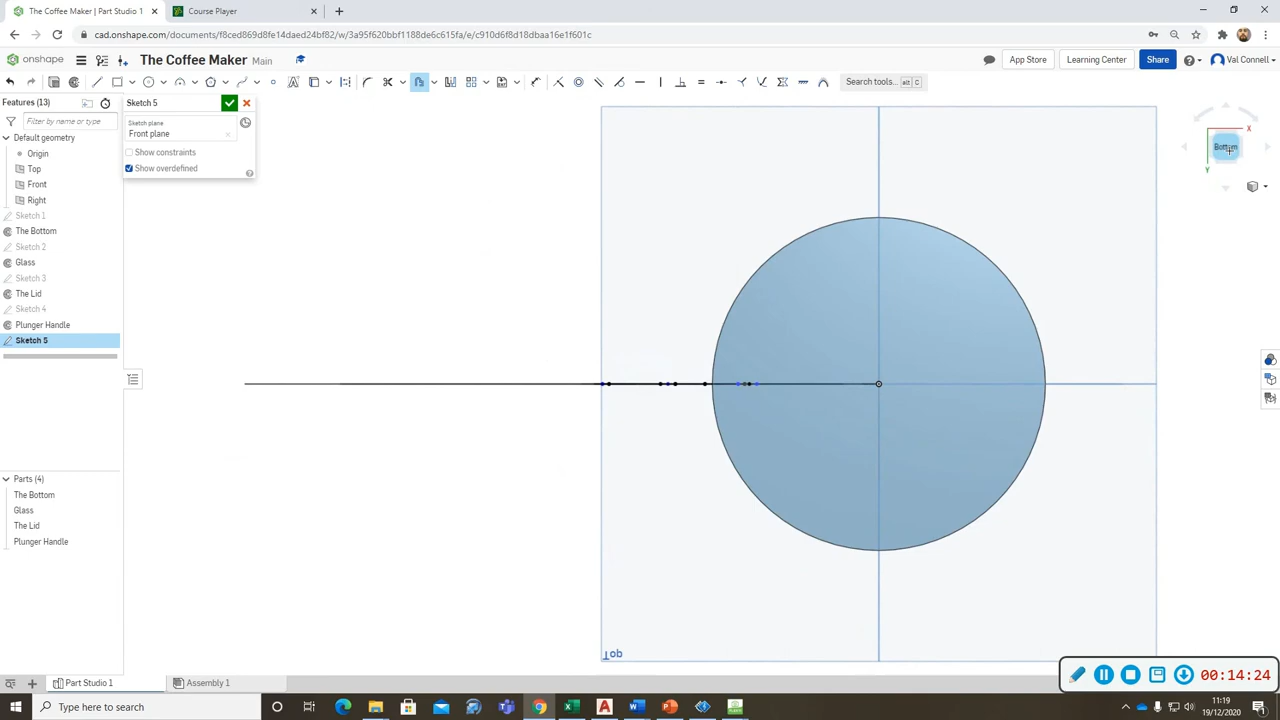 The Coffee Maker | Part Studio 1
Course Player
cad.onshape.com/documents/f8ced869d8fe14daed24bf82/w/3a95f620bbf1188de6c615fa/e/c910d6f8d18dbaa16e1f601c
onshape
The Coffee Maker Main
App Store
Learning Center
Share
Val Connell
Search tools... alt C
Features (13)
Filter by name or type...
Default geometry
Origin
Top
Front
Right
Sketch 1
The Bottom
Sketch 2
Glass
Sketch 3
The Lid
Sketch 4
Plunger Handle
Sketch 5
Parts (4)
The Bottom
Glass
The Lid
Plunger Handle
Sketch 5
Sketch plane
Front plane
Show constraints
Show overdefined
X
Bottom
Y
Top
Part Studio 1
Assembly 1
00:14:24
Type here to search
11:19
19/12/2020